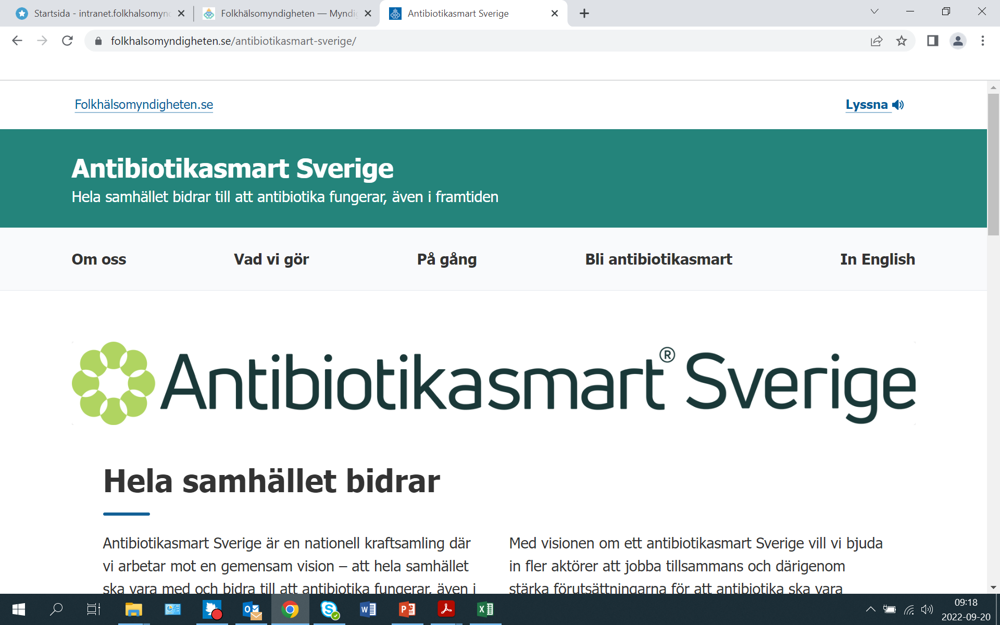 Startsida - intranet.folkhalsomyn
Folkhälsomyndigheten — Myndig
Antibiotikasmart Sverige
folkhalsomyndigheten.se/antibiotikasmart-sverige/
Folkhälsomyndigheten.se
Lyssna
Antibiotikasmart Sverige
Hela samhället bidrar till att antibiotika fungerar, även i framtiden
Om oss
Vad vi gör
På gång
Bli antibiotikasmart
In English
Antibiotikasmart® Sverige
Hela samhället bidrar
Antibiotikasmart Sverige är en nationell kraftsamling där
vi arbetar mot en gemensam vision – att hela samhället
ska vara med och bidra till att antibiotika fungerar, även i
Med visionen om ett antibiotikasmart Sverige vill vi bjuda
in fler aktörer att jobba tillsammans och därigenom
stärka förutsättningarna för att antibiotika ska vara
09:18
2022-09-20